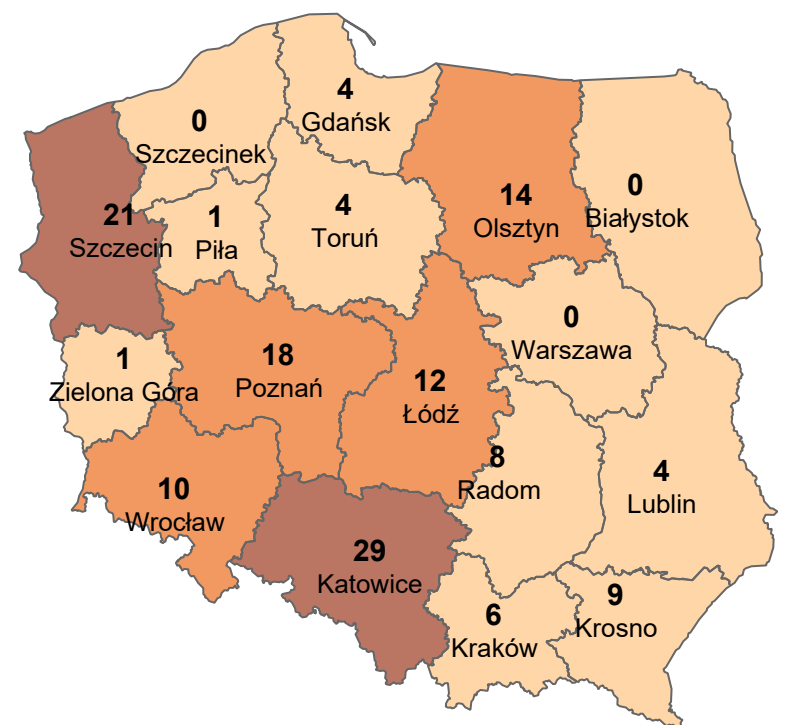 4
Gdańsk
0
Szczecinek
14
Olsztyn
0
Białystok
21
Szczecin
1
Piła
4
Toruń
0
Warszawa
1
Zielona Góra
18
Poznań
12
Łódź
8
Radom
4
Lublin
10
Wrocław
29
Katowice
6
Kraków
9
Krosno